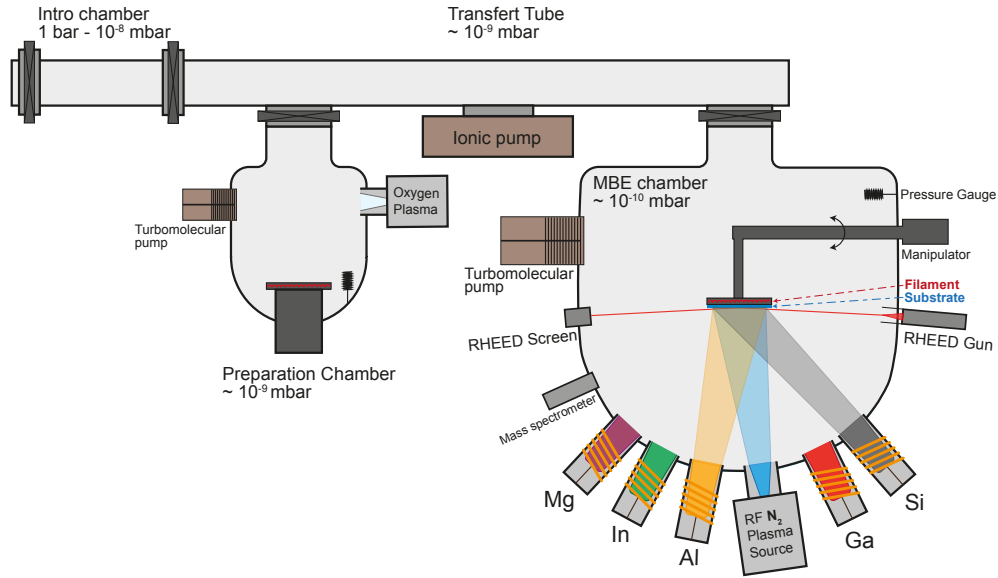 Intro chamber
1 bar - 10⁻⁸ mbar
Transfert Tube
~ 10⁻⁹ mbar
Ionic pump
Oxygen
Plasma
Turbomolecular
pump
Preparation Chamber
~ 10⁻⁹ mbar
MBE chamber
~ 10⁻¹⁰ mbar
Pressure Gauge
Manipulator
Turbomolecular
pump
Filament
Substrate
RHEED Screen
RHEED Gun
Mass spectrometer
Mg
In
Al
RF N₂
Plasma
Source
Ga
Si